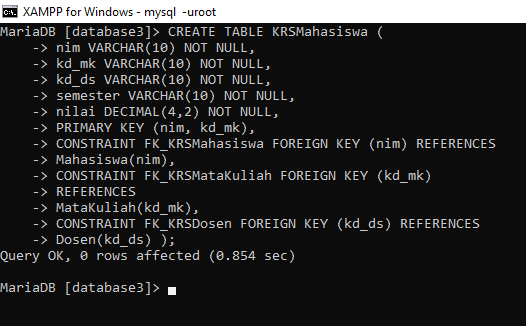 XAMPP for Windows - mysql -uroot
MariaDB [database3]> CREATE TABLE KRSMahasiswa (
    -> nim VARCHAR(10) NOT NULL,
    -> kd_mk VARCHAR(10) NOT NULL,
    -> kd_ds VARCHAR(10) NOT NULL,
    -> semester VARCHAR(10) NOT NULL,
    -> nilai DECIMAL(4,2) NOT NULL,
    -> PRIMARY KEY (nim, kd_mk),
    -> CONSTRAINT FK_KRSMahasiswa FOREIGN KEY (nim) REFERENCES
    -> Mahasiswa(nim),
    -> CONSTRAINT FK_KRSMataKuliah FOREIGN KEY (kd_mk)
    -> REFERENCES
    -> MataKuliah(kd_mk),
    -> CONSTRAINT FK_KRSDosen FOREIGN KEY (kd_ds) REFERENCES
    -> Dosen(kd_ds) );
Query OK, 0 rows affected (0.854 sec)
MariaDB [database3]>